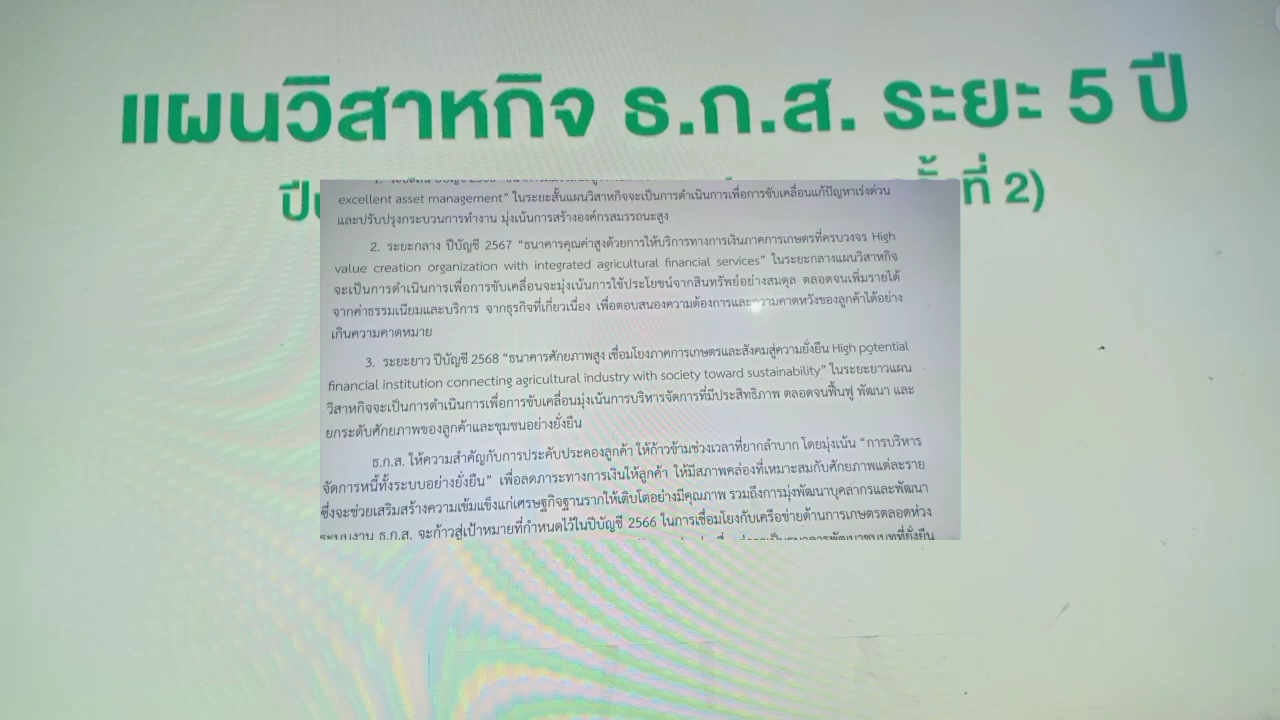 แผนวิสาหกิจ ธ.ก.ส. ระยะ 5 ปี
ที่ 2)
excellent asset management” ในระยะสั้นแผนวิสาหกิจจะเป็นการดำเนินการเพื่อการขับเคลื่อนแก้ปัญหาเร่งด่วน
และปรับปรุงกระบวนการทำงาน มุ่งเน้นการสร้างองค์กรสมรรถนะสูง
2. ระยะกลาง ปีบัญชี 2567 “ธนาคารคุณค่าสูงด้วยการให้บริการทางการเงินภาคการเกษตรที่ครบวงจร High
value creation organization with integrated agricultural financial services” ในระยะกลางแผนวิสาหกิจ
จะเป็นการดำเนินการเพื่อการขับเคลื่อนจะมุ่งเน้นการใช้ประโยชน์จากสินทรัพย์อย่างสมดุล ตลอดจนเพิ่มรายได้
จากค่าธรรมเนียมและบริการ จากธุรกิจที่เกี่ยวเนื่อง เพื่อตอบสนองความต้องการและความคาดหวังของลูกค้าได้อย่าง
เกินความคาดหมาย
3. ระยะยาว ปีบัญชี 2568 “ธนาคารศักยภาพสูง เชื่อมโยงภาคการเกษตรและสังคมสู่ความยั่งยืน High potential
financial institution connecting agricultural industry with society toward sustainability” ในระยะยาวแผน
วิสาหกิจจะเป็นการดำเนินการเพื่อการขับเคลื่อนมุ่งเน้นการบริหารจัดการที่มีประสิทธิภาพ ตลอดจนฟื้นฟู พัฒนา และ
ยกระดับศักยภาพของลูกค้าและชุมชนอย่างยั่งยืน
ธ.ก.ส. ให้ความสำคัญกับการประคับประคองลูกค้า ให้ก้าวข้ามช่วงเวลาที่ยากลำบาก โดยมุ่งเน้น “การบริหาร
จัดการหนี้ทั้งระบบอย่างยั่งยืน” เพื่อลดภาระทางการเงินให้ลูกค้า ให้มีสภาพคล่องที่เหมาะสมกับศักยภาพแต่ละราย
ซึ่งจะช่วยเสริมสร้างความเข้มแข็งแก่เศรษฐกิจฐานรากให้เติบโตอย่างมีคุณภาพ รวมถึงการมุ่งพัฒนาบุคลากรและพัฒนา
ระบบงาน ธ.ก.ส. จะก้าวสู่เป้าหมายที่กำหนดไว้ในปีบัญชี 2566 ในการเชื่อมโยงกับเครือข่ายด้านการเกษตรตลอดห่วง